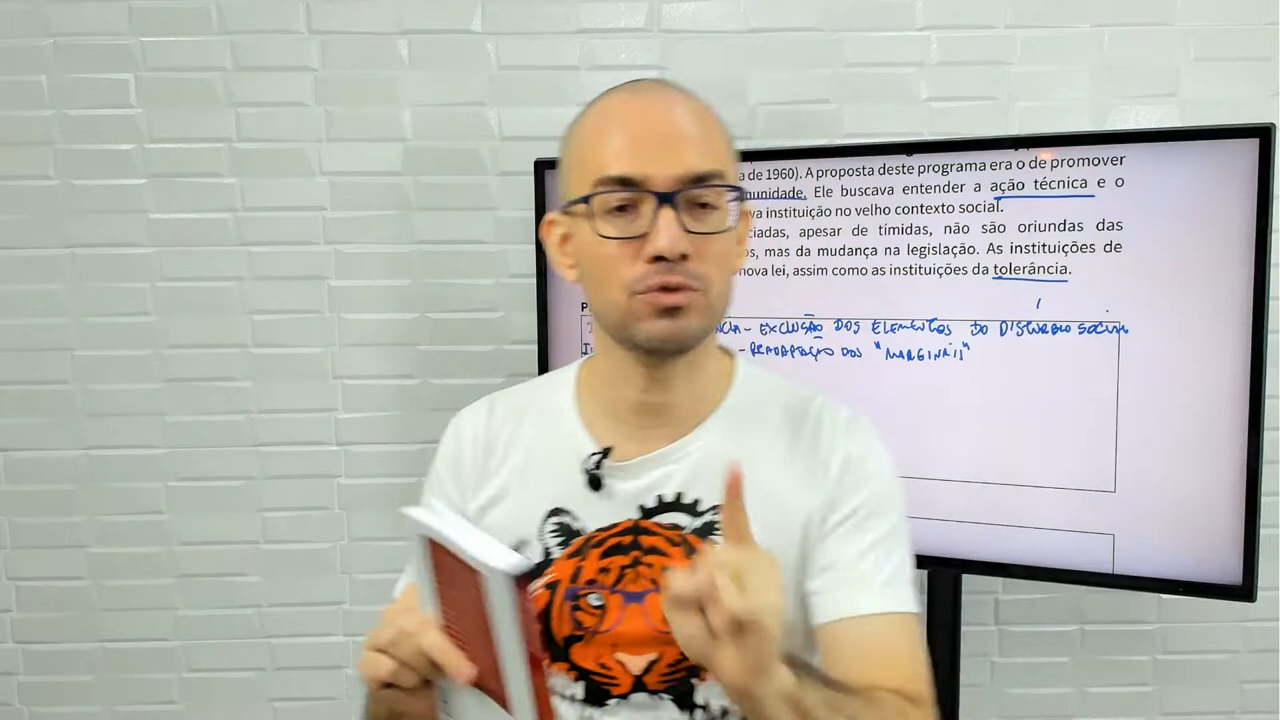 a de 1960). A proposta deste programa era o de promover
munidade. Ele buscava entender a ação técnica e o
va instituição no velho contexto social.
ciadas, apesar de tímidas, não são oriundas das
os, mas da mudança na legislação. As instituições de
nova lei, assim como as instituições da tolerância.
P
NCIA - EXCLUSÃO DOS ELEMENTOS DO DISTÚRBIO SOCIAL
- READAPTAÇÃO DOS "MARGINAIS"